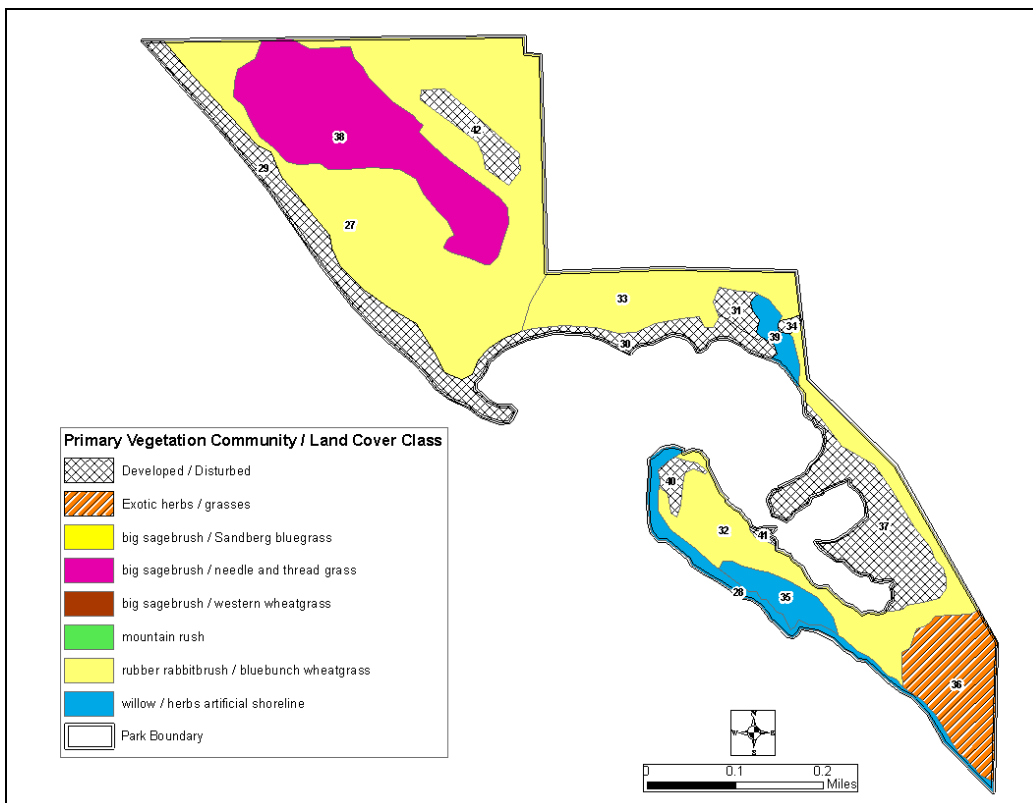 38
42
29
27
33
31
34
39
30
40
32
41
37
28
35
36
Primary Vegetation Community / Land Cover Class
Developed / Disturbed
Exotic herbs / grasses
big sagebrush / Sandberg bluegrass
big sagebrush / needle and thread grass
big sagebrush / western wheatgrass
mountain rush
rubber rabbitbrush / bluebunch wheatgrass
willow / herbs artificial shoreline
Park Boundary
N
W E
S
0 0.1 0.2
Miles